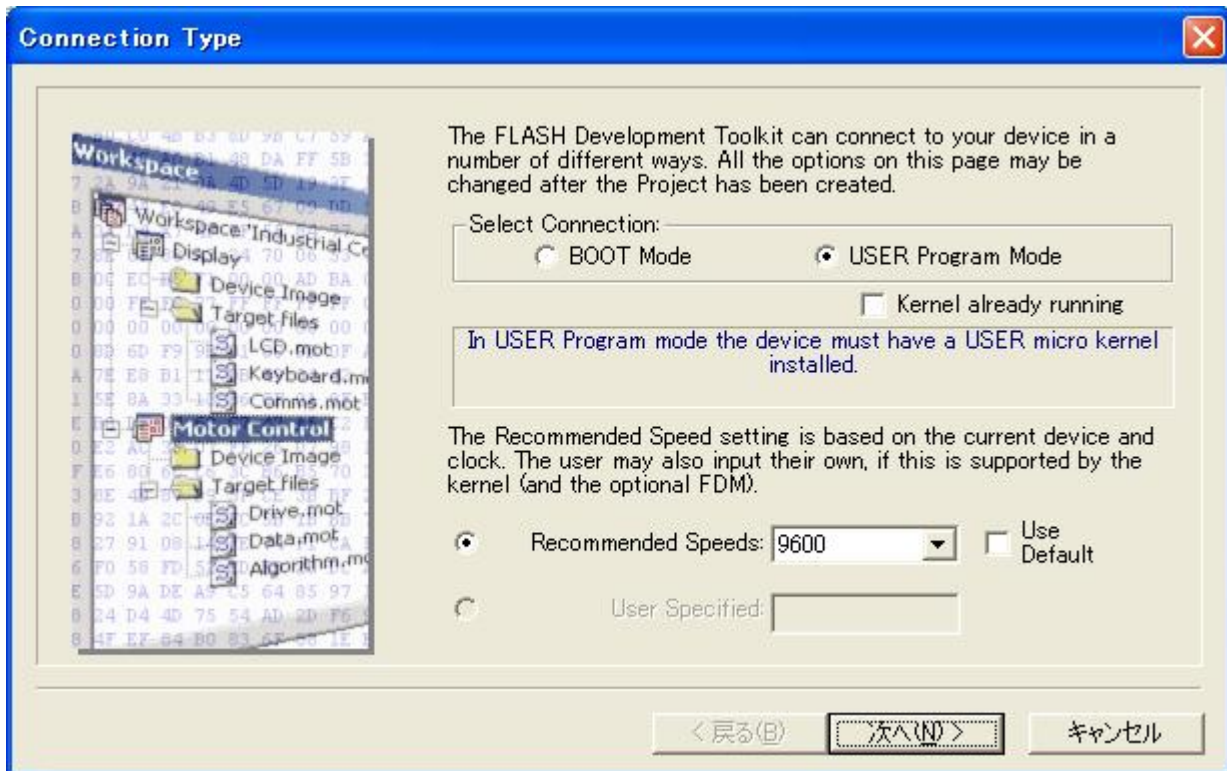 Connection Type
Workspace
Workspace 'Industrial Co
Display
Device Image
Target files
LCD.mot
Keyboard.mo
Comms.mot
Motor Control
Device Image
Target files
Drive.mot
Data.mot
Algorithm.mo
The FLASH Development Toolkit can connect to your device in a
number of different ways. All the options on this page may be
changed after the Project has been created.
Select Connection:
BOOT Mode
USER Program Mode
Kernel already running
In USER Program mode the device must have a USER micro kernel
installed.
The Recommended Speed setting is based on the current device and
clock. The user may also input their own, if this is supported by the
kernel (and the optional FDM).
Recommended Speeds: 9600
Use
Default
User Specified:
< 戻る(B)
次へ(N) >
キャンセル